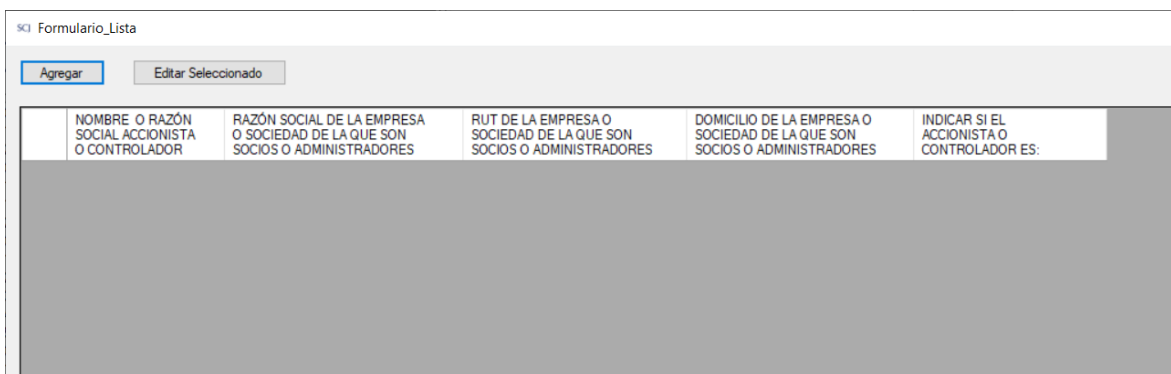 SCI Formulario_Lista
Agregar Editar Seleccionado
NOMBRE O RAZÓN
SOCIAL ACCIONISTA
O CONTROLADOR
RAZÓN SOCIAL DE LA EMPRESA
O SOCIEDAD DE LA QUE SON
SOCIOS O ADMINISTRADORES
RUT DE LA EMPRESA O
SOCIEDAD DE LA QUE SON
SOCIOS O ADMINISTRADORES
DOMICILIO DE LA EMPRESA O
SOCIEDAD DE LA QUE SON
SOCIOS O ADMINISTRADORES
INDICAR SI EL
ACCIONISTA O
CONTROLADOR ES: